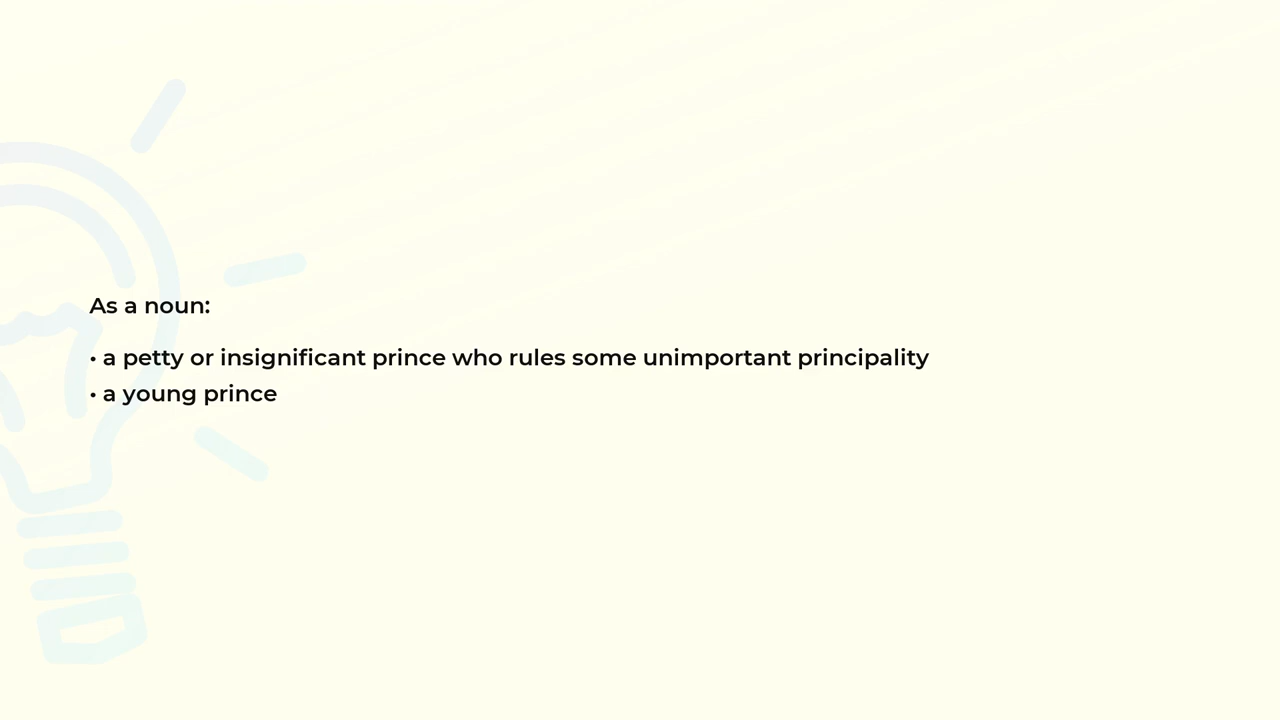 As a noun:
• a petty or insignificant prince who rules some unimportant principality
• a young prince